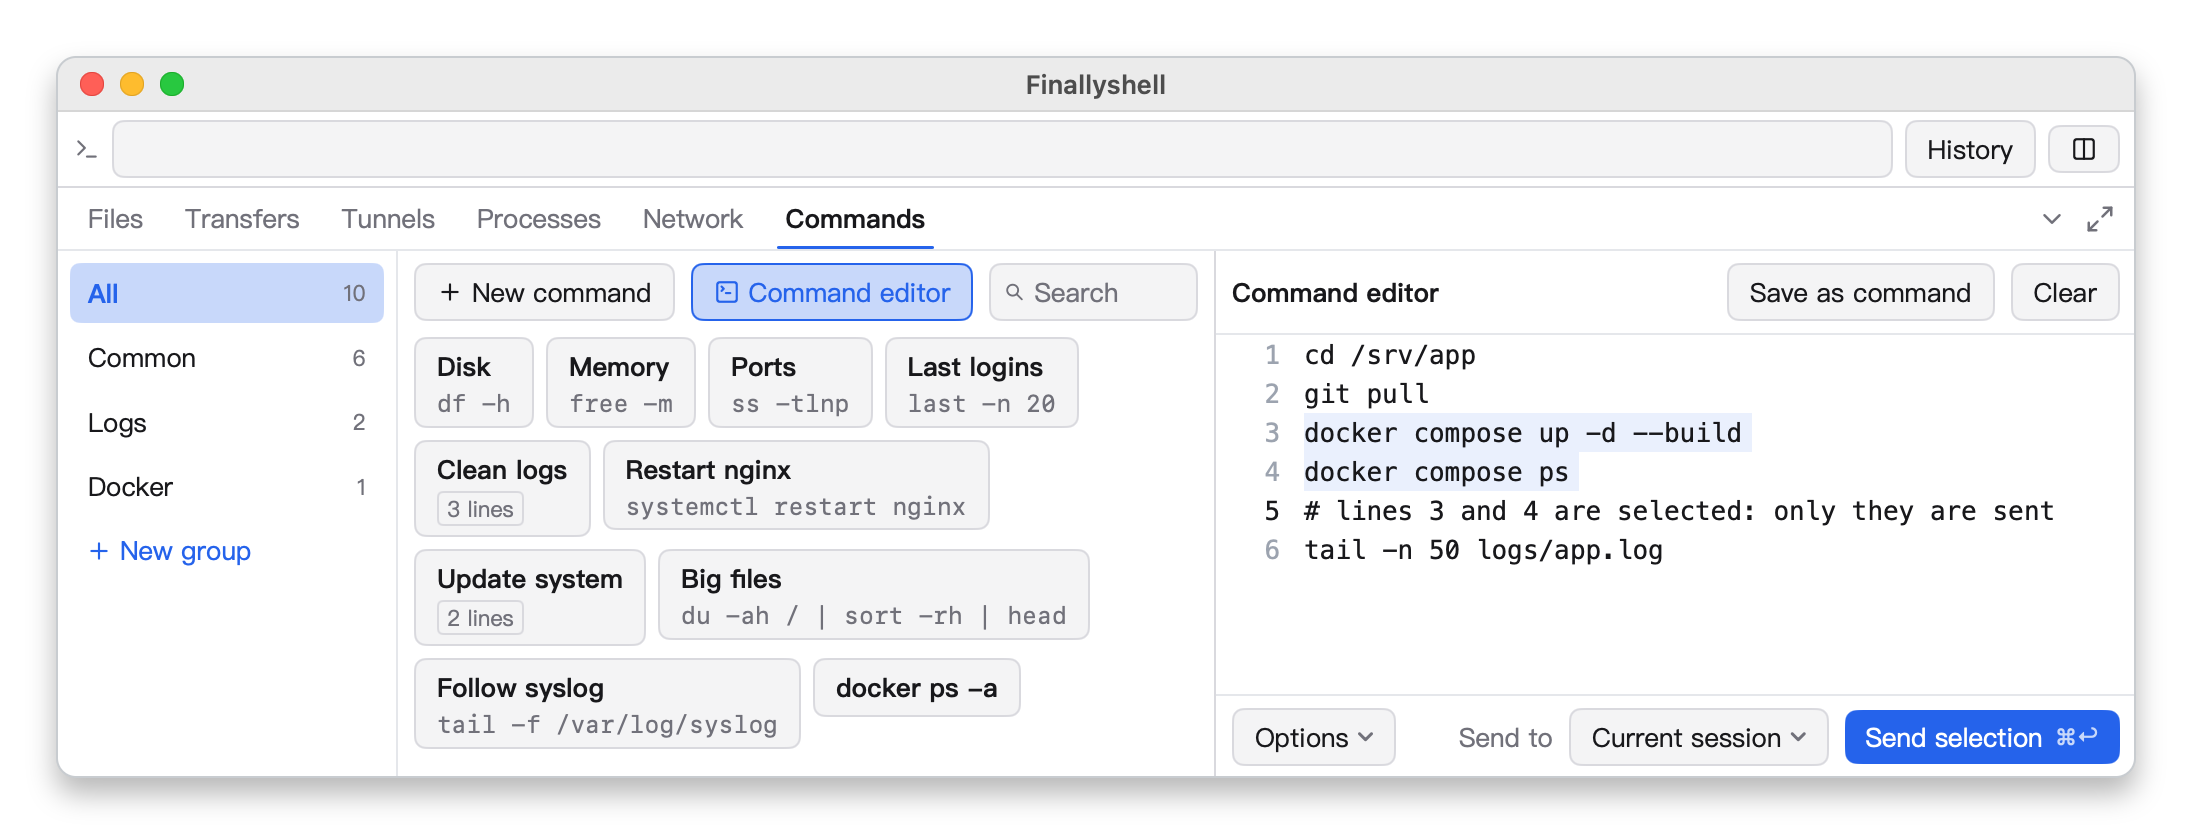 Finallyshell
History
Files Transfers Tunnels Processes Network Commands
All 10
Common 6
Logs 2
Docker 1
+ New group
+ New command
Command editor
Search
Disk
df -h
Memory
free -m
Ports
ss -tlnp
Last logins
last -n 20
Clean logs
3 lines
Restart nginx
systemctl restart nginx
Update system
2 lines
Big files
du -ah / | sort -rh | head
Follow syslog
tail -f /var/log/syslog
docker ps -a
Command editor
Save as command
Clear
1 cd /srv/app
2 git pull
3 docker compose up -d --build
4 docker compose ps
5 # lines 3 and 4 are selected: only they are sent
6 tail -n 50 logs/app.log
Options
Send to
Current session
Send selection ⌘↩